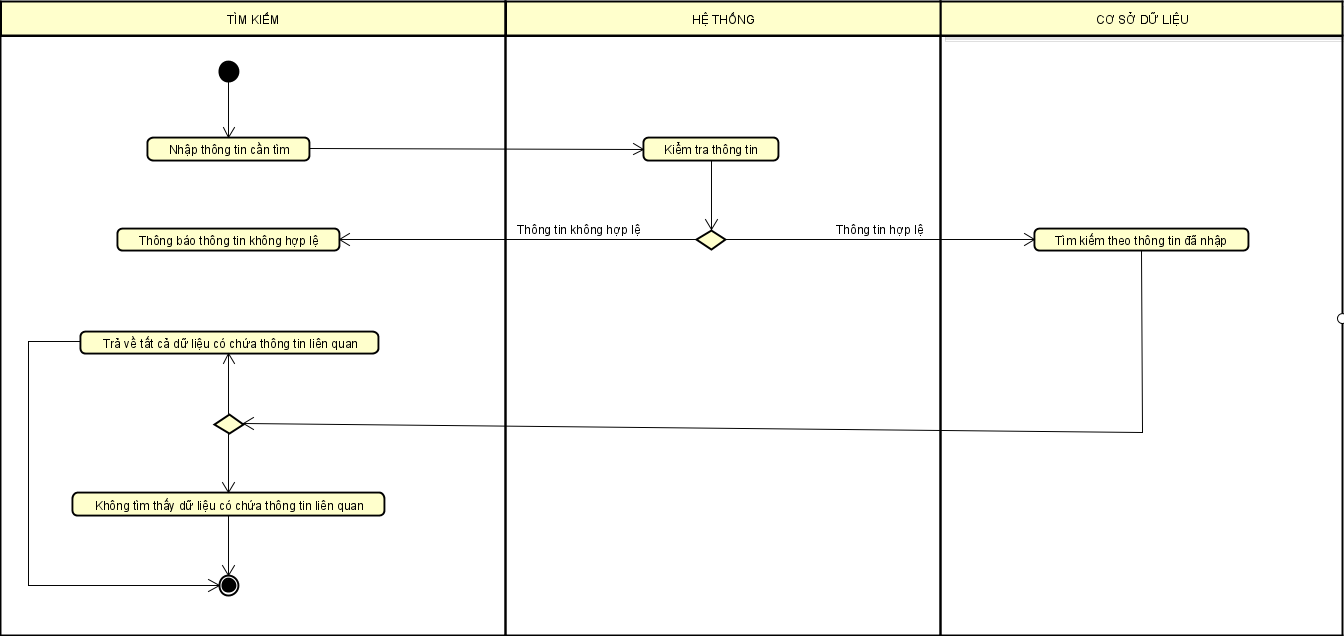 TÌM KIẾM
HỆ THỐNG
CƠ SỞ DỮ LIỆU
Nhập thông tin cần tìm
Kiểm tra thông tin
Thông tin không hợp lệ
Thông tin hợp lệ
Thông báo thông tin không hợp lệ
Tìm kiếm theo thông tin đã nhập
Trả về tất cả dữ liệu có chứa thông tin liên quan
Không tìm thấy dữ liệu có chứa thông tin liên quan